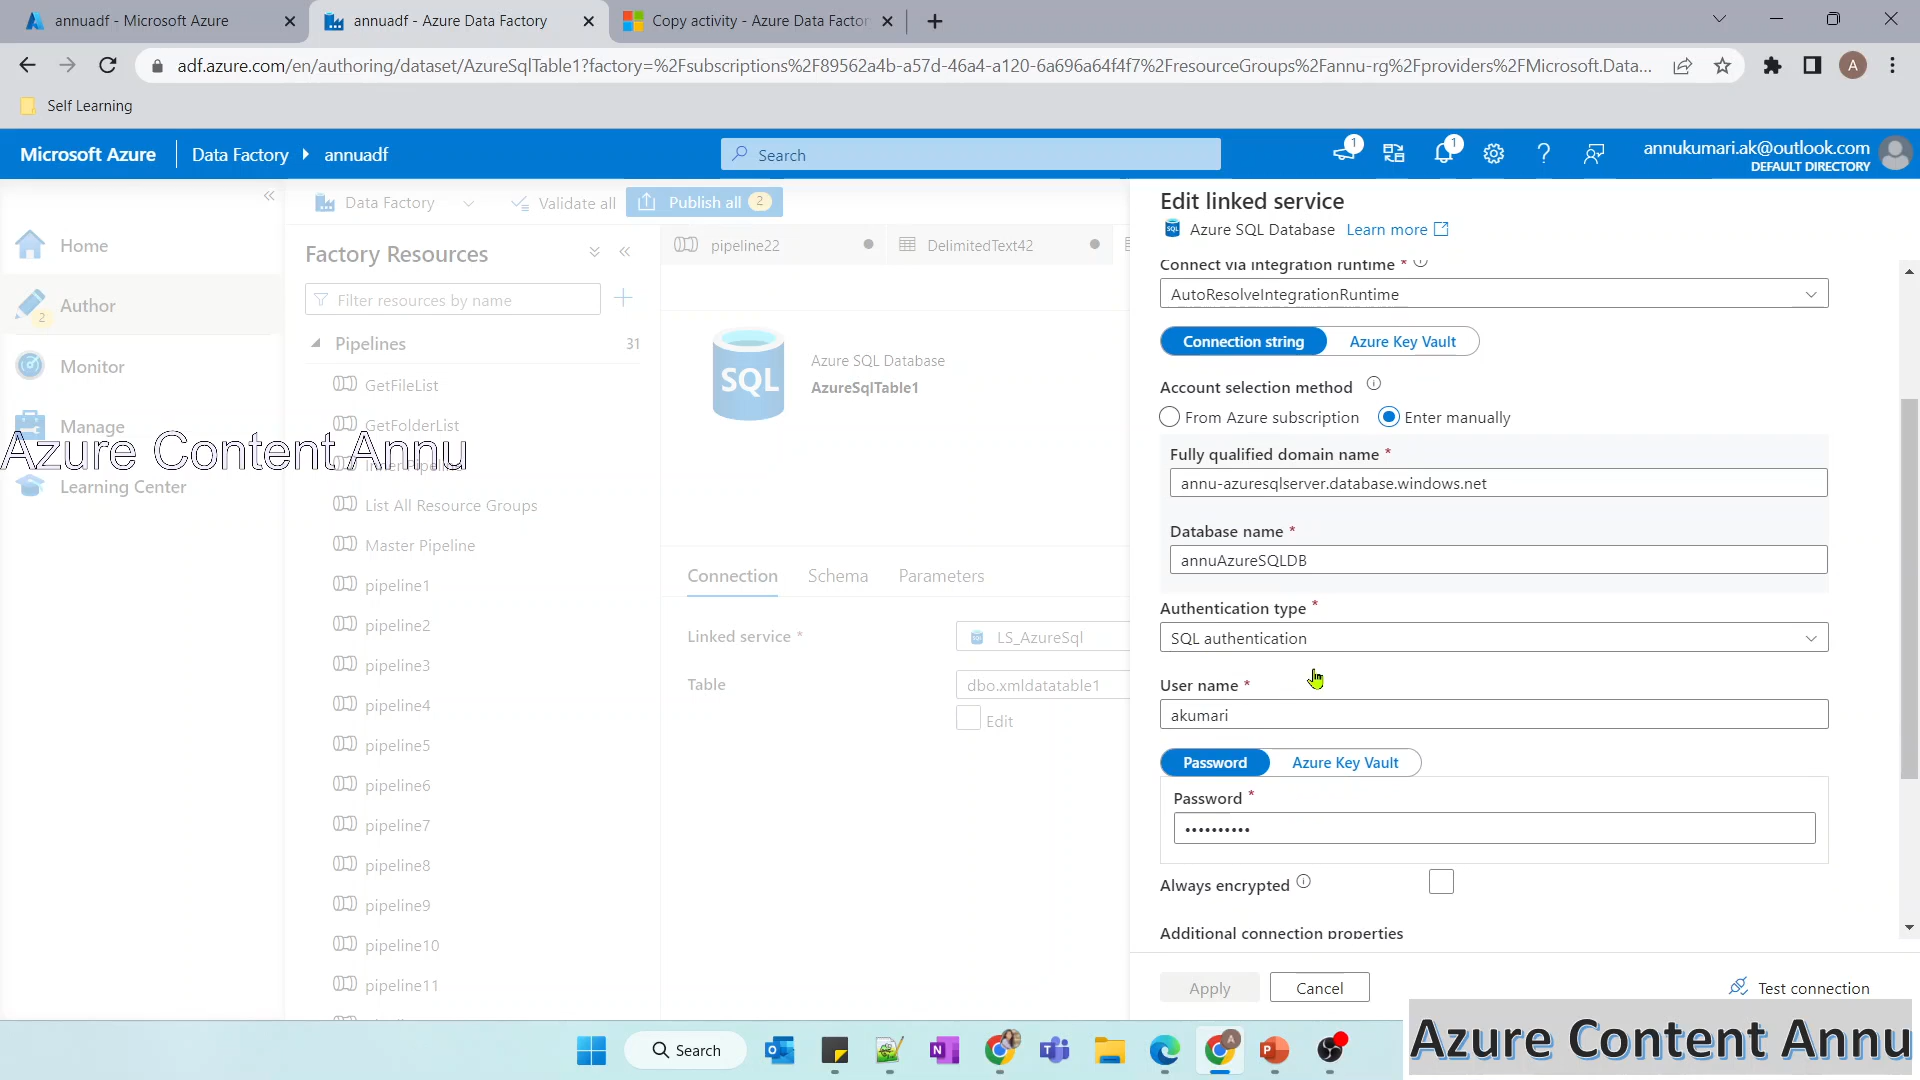 annuadf - Microsoft Azure
annuadf - Azure Data Factory
Copy activity - Azure Data Factor
adf.azure.com/en/authoring/dataset/AzureSqlTable1?factory=%2Fsubscriptions%2F89562a4b-a57d-46a4-a120-6a696a64f4f7%2FresourceGroups%2Fannu-rg%2Fproviders%2FMicrosoft.Data...
A
Self Learning
Microsoft Azure
Data Factory
annuadf
Search
1
1
annukumari.ak@outlook.com
DEFAULT DIRECTORY
Home
Author
2
Monitor
Manage
Learning Center
Azure Content Annu
Data Factory
Validate all
Publish all 2
Factory Resources
Filter resources by name
Pipelines 31
GetFileList
GetFolderList
Inner Pipeline
List All Resource Groups
Master Pipeline
pipeline1
pipeline2
pipeline3
pipeline4
pipeline5
pipeline6
pipeline7
pipeline8
pipeline9
pipeline10
pipeline11
pipeline22
DelimitedText42
SQL
Azure SQL Database
AzureSqlTable1
Connection Schema Parameters
Linked service *
LS_AzureSql
Table
dbo.xmldatatable1
Edit
Edit linked service
Azure SQL Database Learn more
Connect via integration runtime *
AutoResolveIntegrationRuntime
Connection string Azure Key Vault
Account selection method
From Azure subscription Enter manually
Fully qualified domain name *
annu-azuresqlserver.database.windows.net
Database name *
annuAzureSQLDB
Authentication type *
SQL authentication
User name *
akumari
Password Azure Key Vault
Password *
••••••••••
Always encrypted
Additional connection properties
Apply Cancel
Test connection
Search
Azure Content Annu